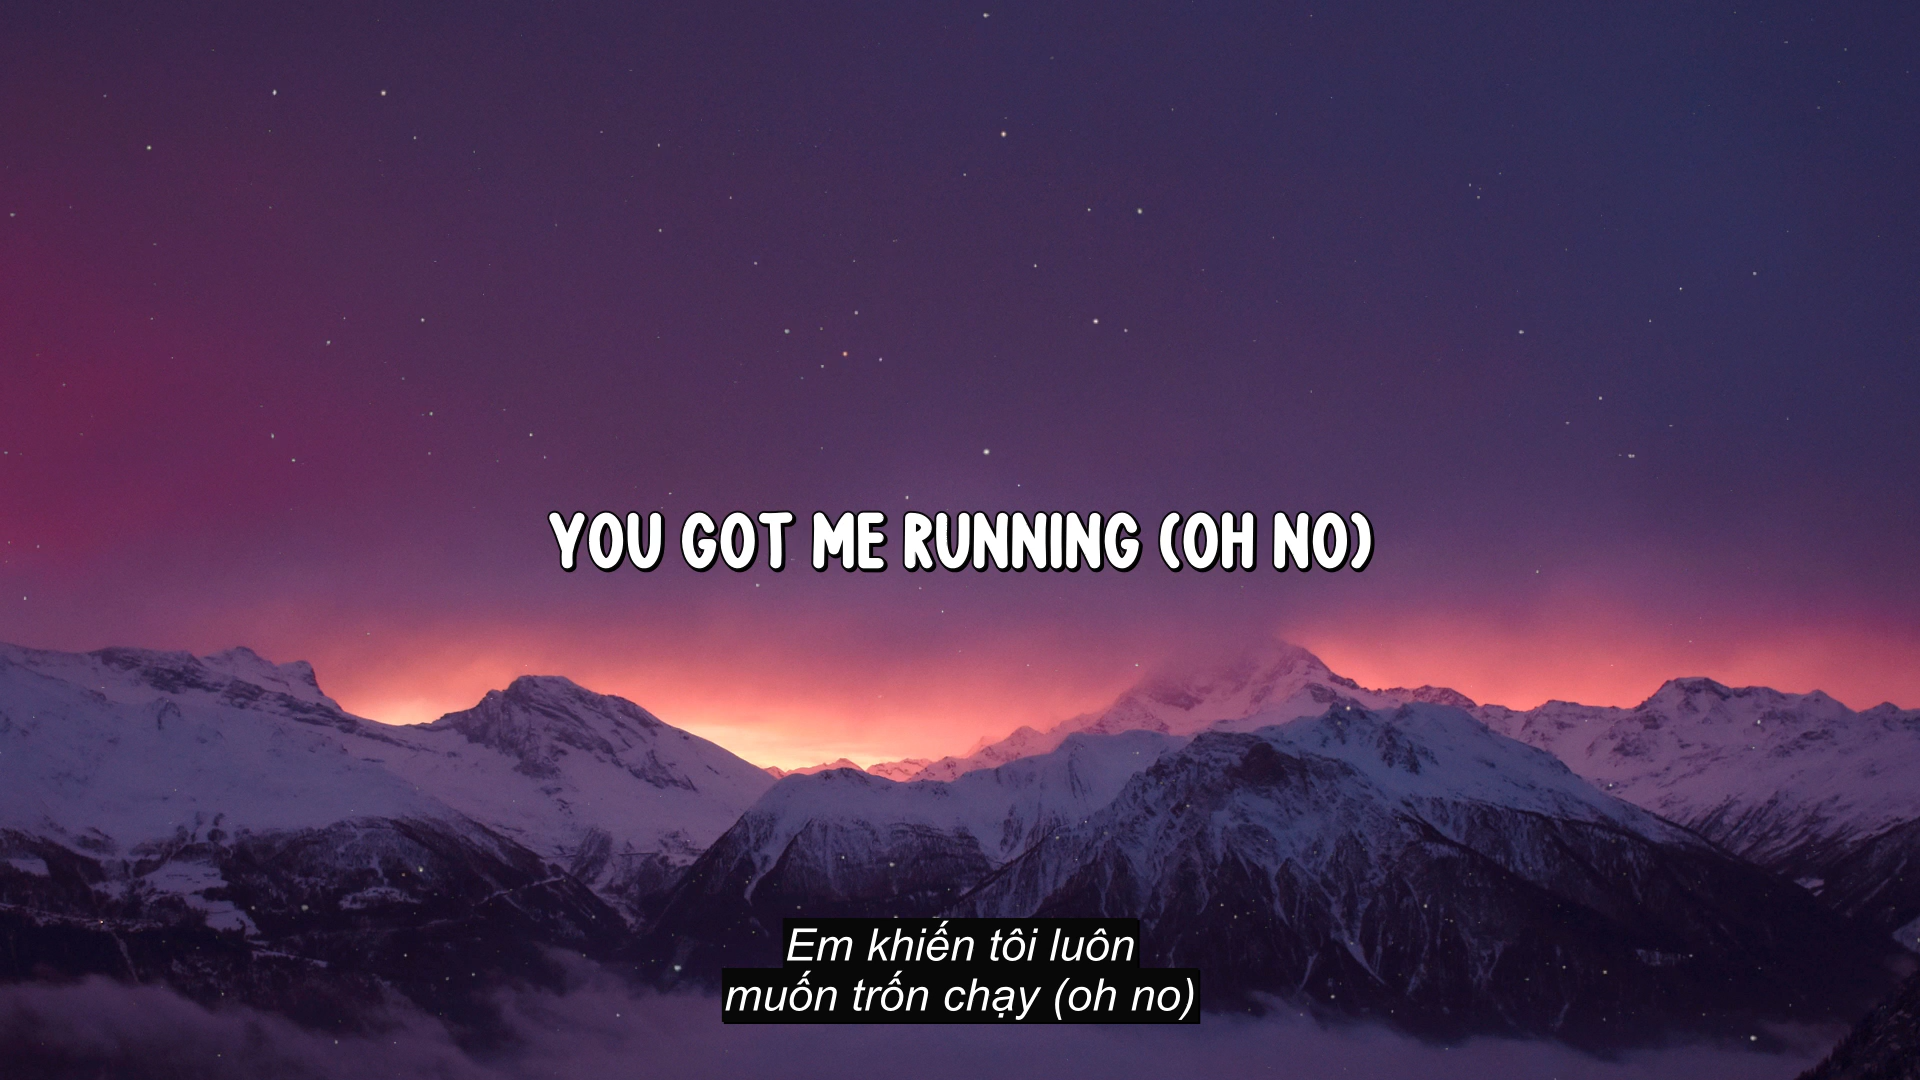 YOU GOT ME RUNNING (OH NO)
Em khiến tôi luôn
muốn trốn chạy (oh no)